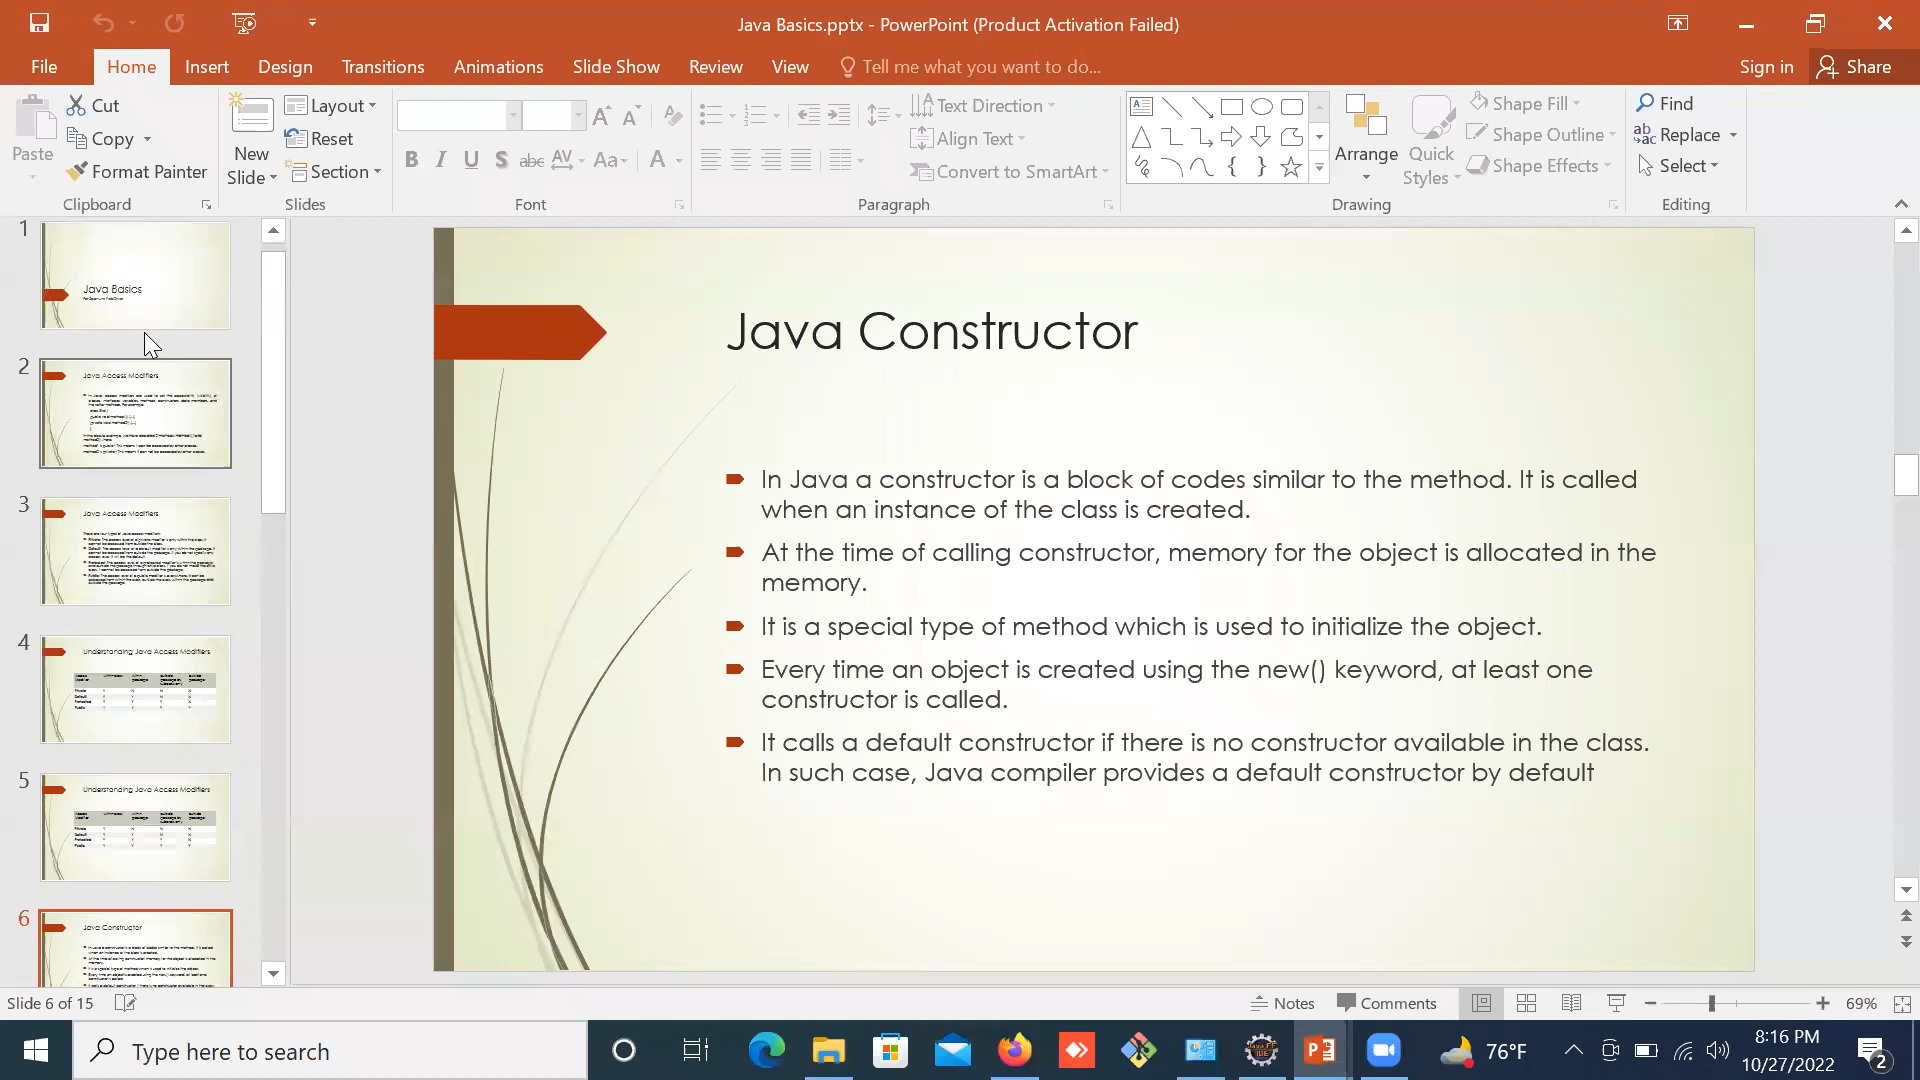 Java Basics.pptx - PowerPoint (Product Activation Failed)
File Home Insert Design Transitions Animations Slide Show Review View Tell me what you want to do... Sign in Share
Paste
Cut
Copy
Format Painter
Clipboard
New Slide
Layout
Reset
Section
Slides
Font
Text Direction
Align Text
Convert to SmartArt
Paragraph
Arrange
Quick Styles
Shape Fill
Shape Outline
Shape Effects
Drawing
Find
Replace
Select
Editing
1
Java Basics
2
Java Access Modifiers
3
Java Access Modifiers
4
Understanding Java Access Modifiers
5
Understanding Java Access Modifiers
6
Java Constructor
Java Constructor
In Java a constructor is a block of codes similar to the method. It is called
when an instance of the class is created.
At the time of calling constructor, memory for the object is allocated in the
memory.
It is a special type of method which is used to initialize the object.
Every time an object is created using the new() keyword, at least one
constructor is called.
It calls a default constructor if there is no constructor available in the class.
In such case, Java compiler provides a default constructor by default
Slide 6 of 15
Notes
Comments
69%
Type here to search
76°F
8:16 PM
10/27/2022
2